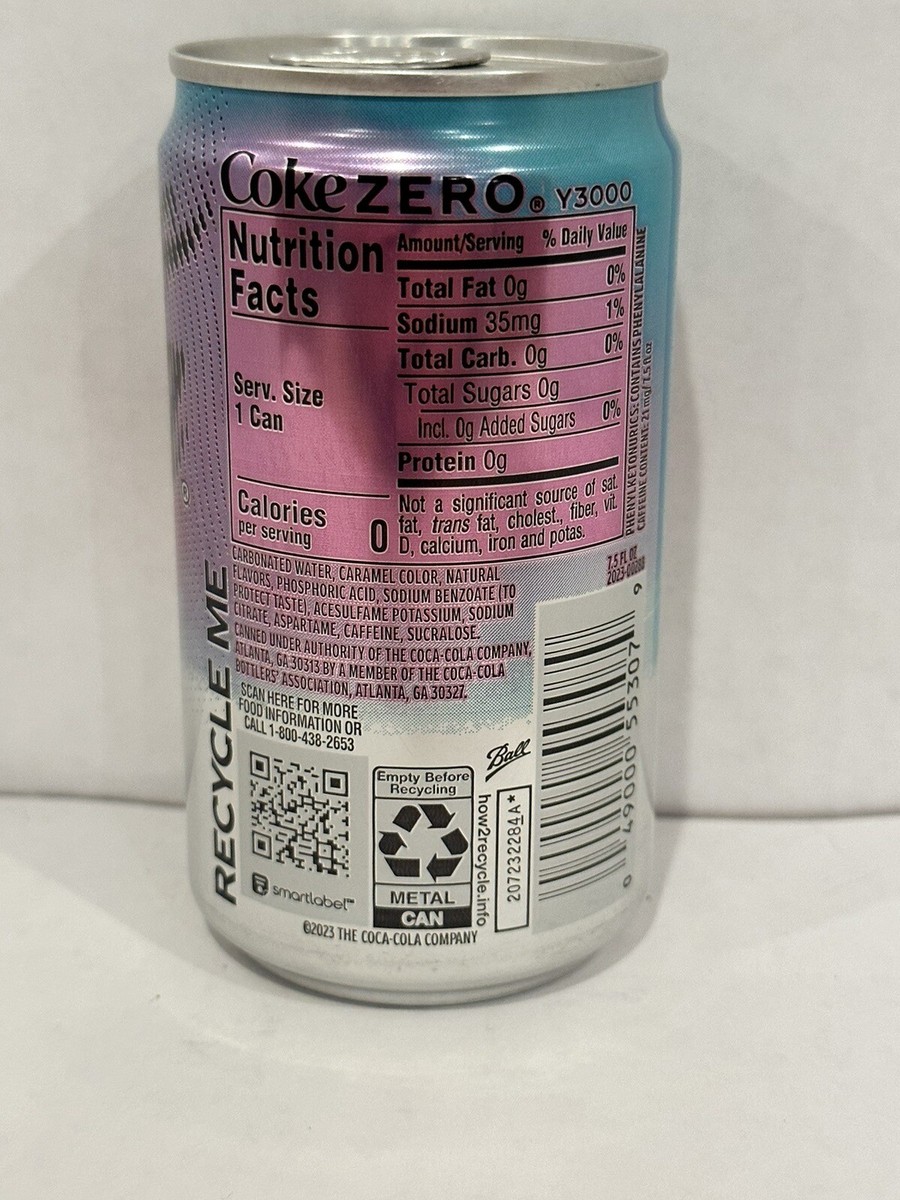 Coke ZERO® Y3000
Nutrition
Facts
Serv. Size
1 Can
Calories
per serving
0
Amount/Serving % Daily Value
Total Fat 0g 0%
Sodium 35mg 1%
Total Carb. 0g 0%
Total Sugars 0g
Incl. 0g Added Sugars 0%
Protein 0g
Not a significant source of sat.
fat, trans fat, cholest., fiber, vit.
D, calcium, iron and potas.
PHENYLKETONURICS: CONTAINS PHENYLALANINE
CAFFEINE CONTENT: 21 mg/7.5 fl oz
7.5 FL OZ
CARBONATED WATER, CARAMEL COLOR, NATURAL
FLAVORS, PHOSPHORIC ACID, SODIUM BENZOATE (TO
PROTECT TASTE), ACESULFAME POTASSIUM, SODIUM
CITRATE, ASPARTAME, CAFFEINE, SUCRALOSE.
CANNED UNDER AUTHORITY OF THE COCA-COLA COMPANY,
ATLANTA, GA 30313 BY A MEMBER OF THE COCA-COLA
BOTTLERS' ASSOCIATION, ATLANTA, GA 30327.
SCAN HERE FOR MORE
FOOD INFORMATION OR
CALL 1-800-438-2653
RECYCLE ME
smartlabel™
Empty Before
Recycling
METAL
CAN
how2recycle.info
Ball
207232284A*
0 49000 55307 9
©2023 THE COCA-COLA COMPANY